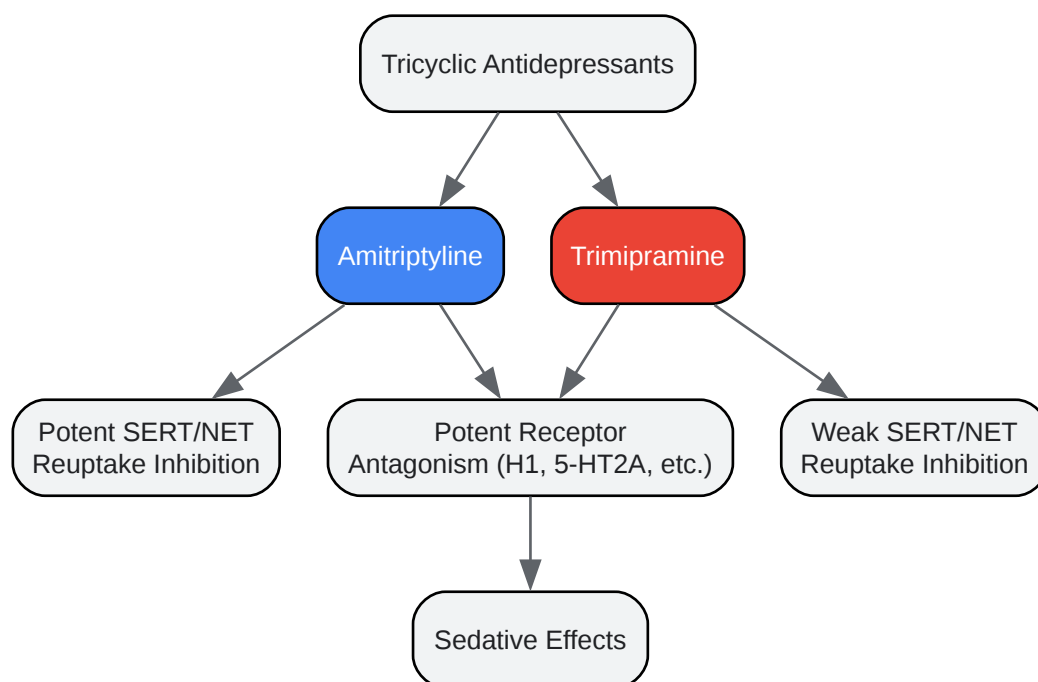 Tricyclic Antidepressants
Amitriptyline
Trimipramine
Potent SERT/NET
Reuptake Inhibition
Potent Receptor
Antagonism (H1, 5-HT2A, etc.)
Weak SERT/NET
Reuptake Inhibition
Sedative Effects